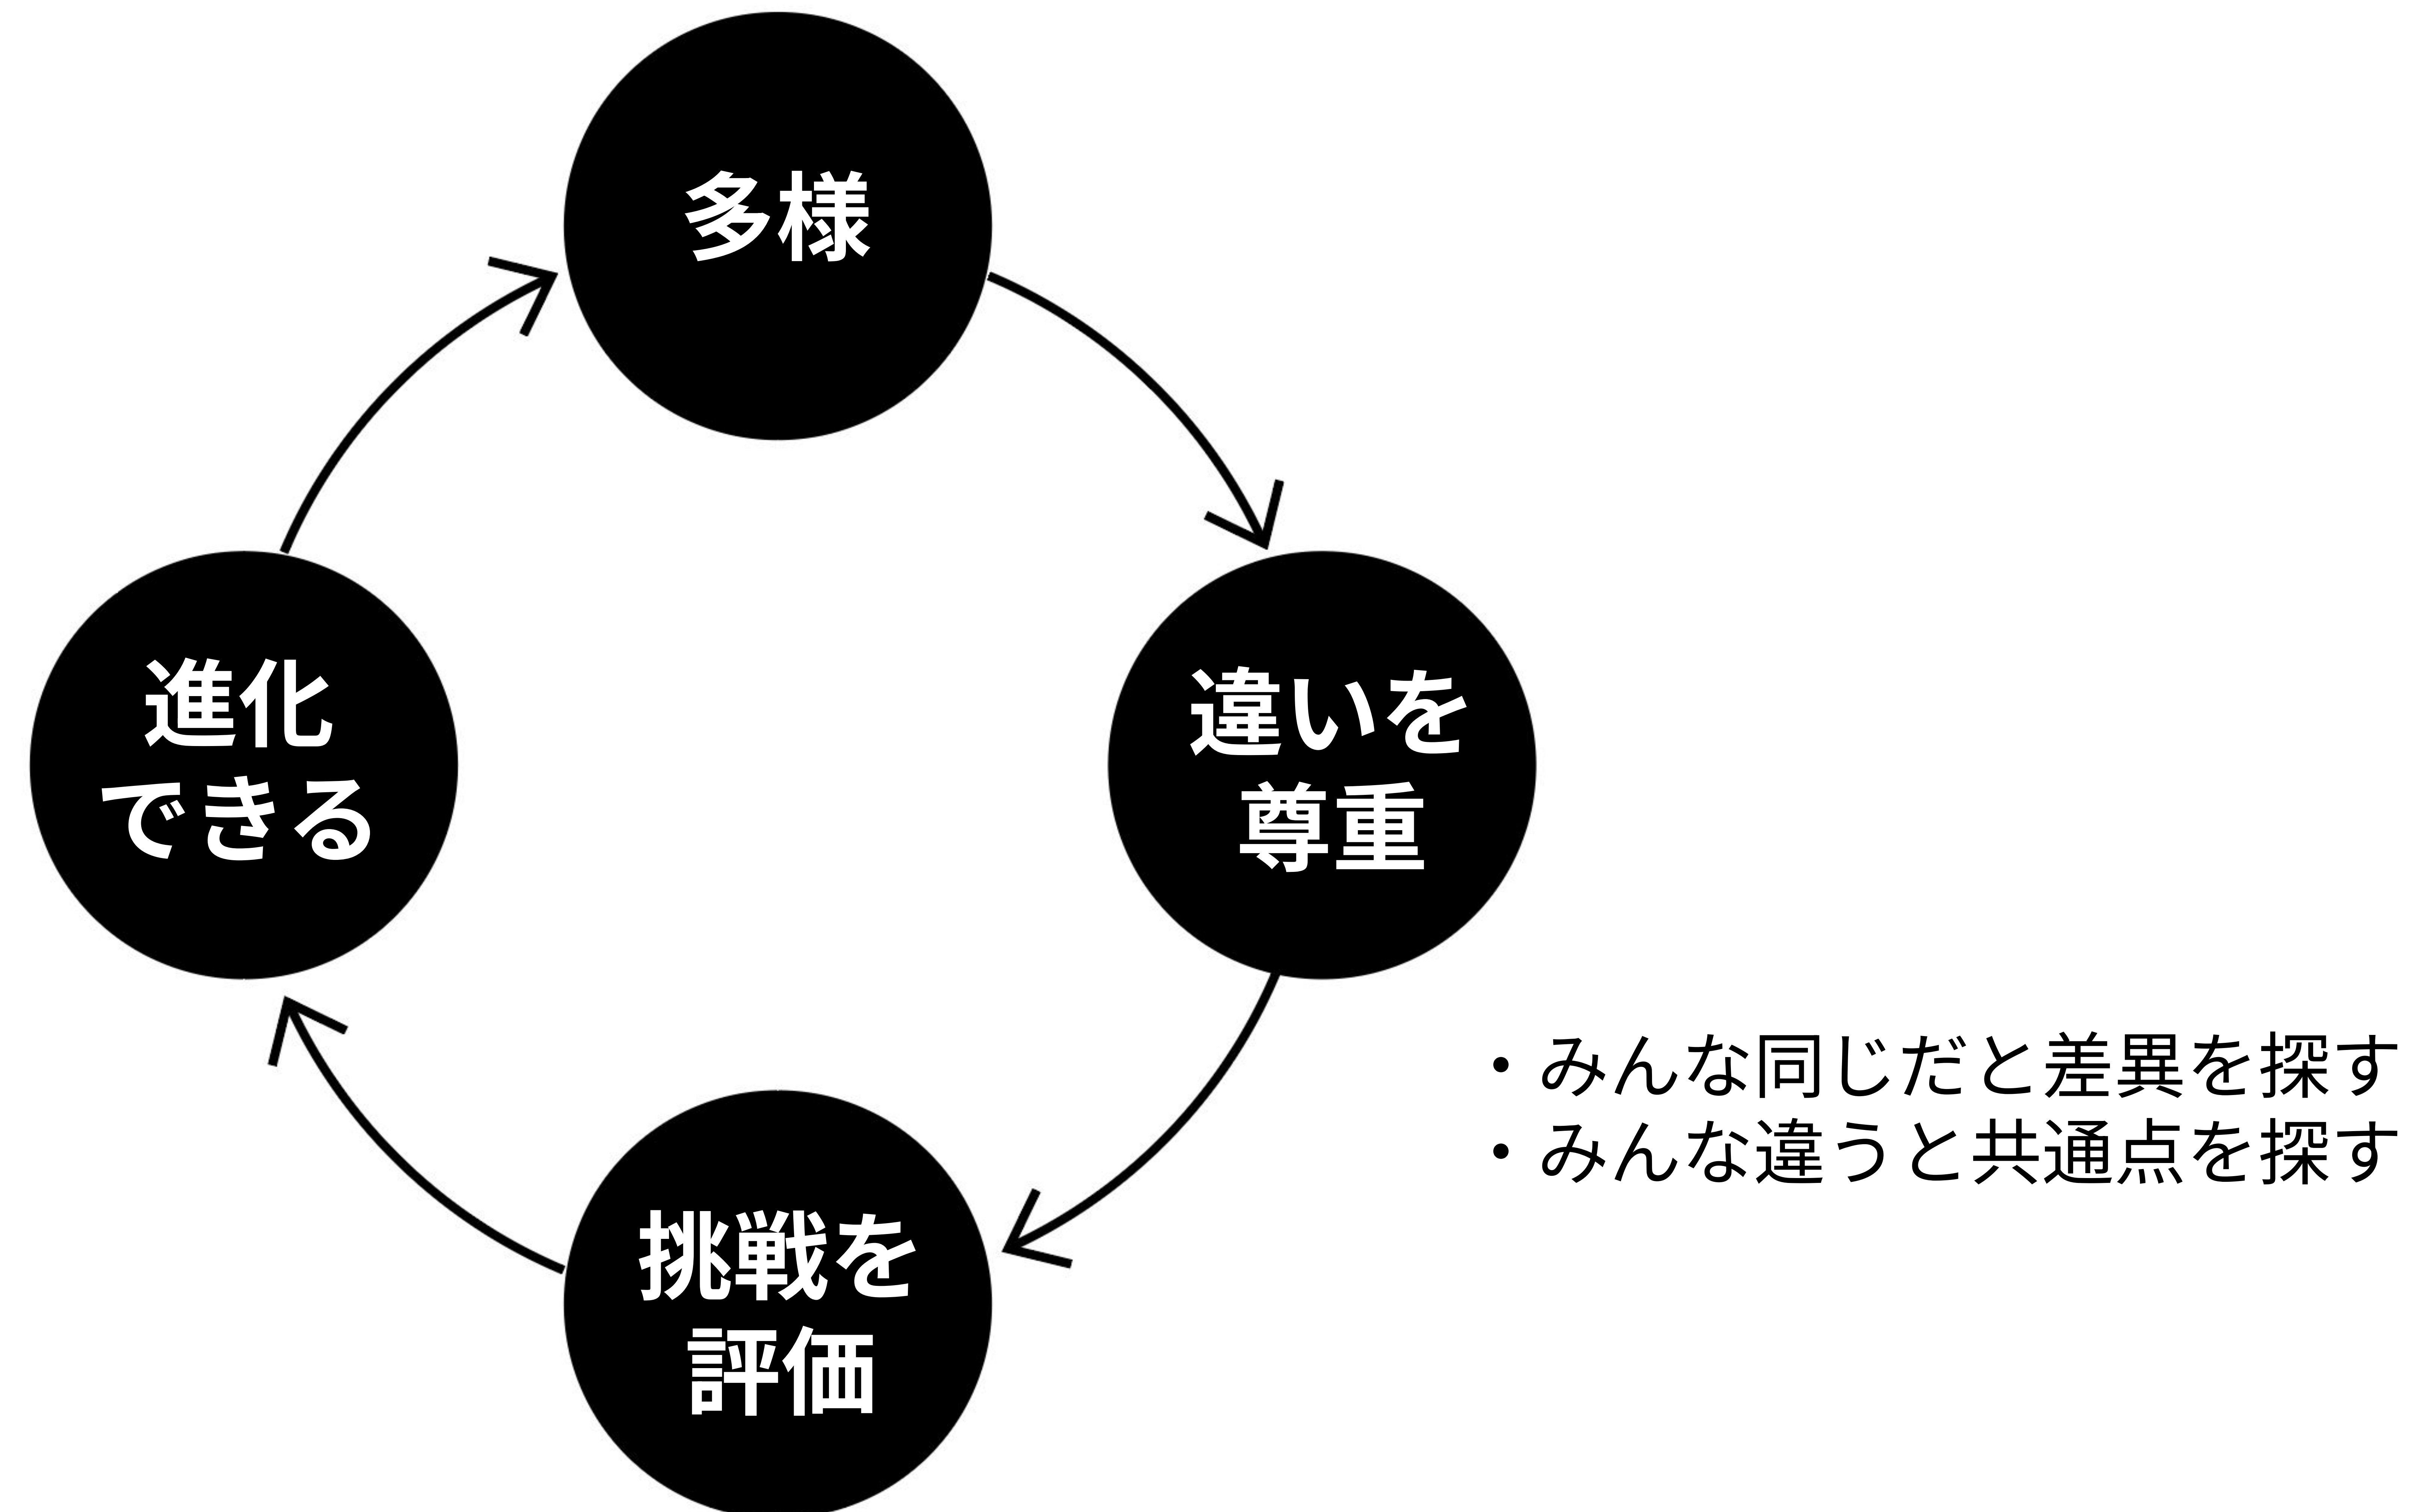 多様
違いを
尊重
・みんな同じだと差異を探す
・みんな違うと共通点を探す
挑戦を
評価
進化
できる